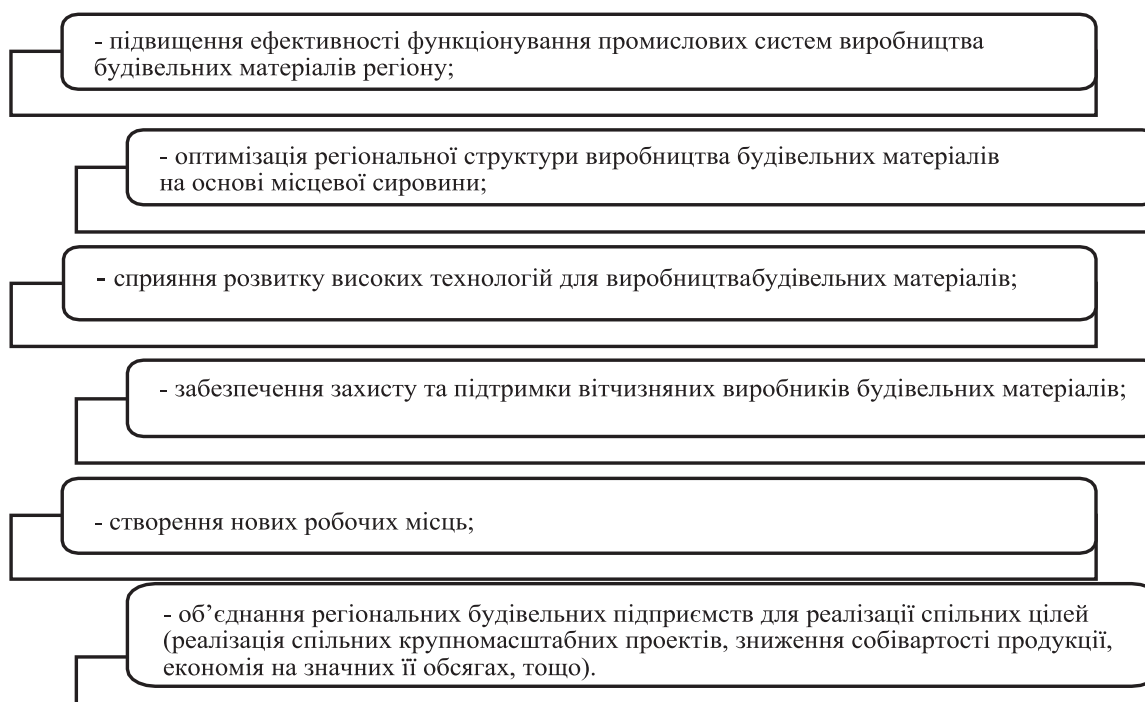 - підвищення ефективності функціонування промислових систем виробництва
будівельних матеріалів регіону;
- оптимізація регіональної структури виробництва будівельних матеріалів
на основі місцевої сировини;
- сприяння розвитку високих технологій для виробництвабудівельних матеріалів;
- забезпечення захисту та підтримки вітчизняних виробників будівельних матеріалів;
- створення нових робочих місць;
- об’єднання регіональних будівельних підприємств для реалізації спільних цілей
(реалізація спільних крупномасштабних проектів, зниження собівартості продукції,
економія на значних її обсягах, тощо).